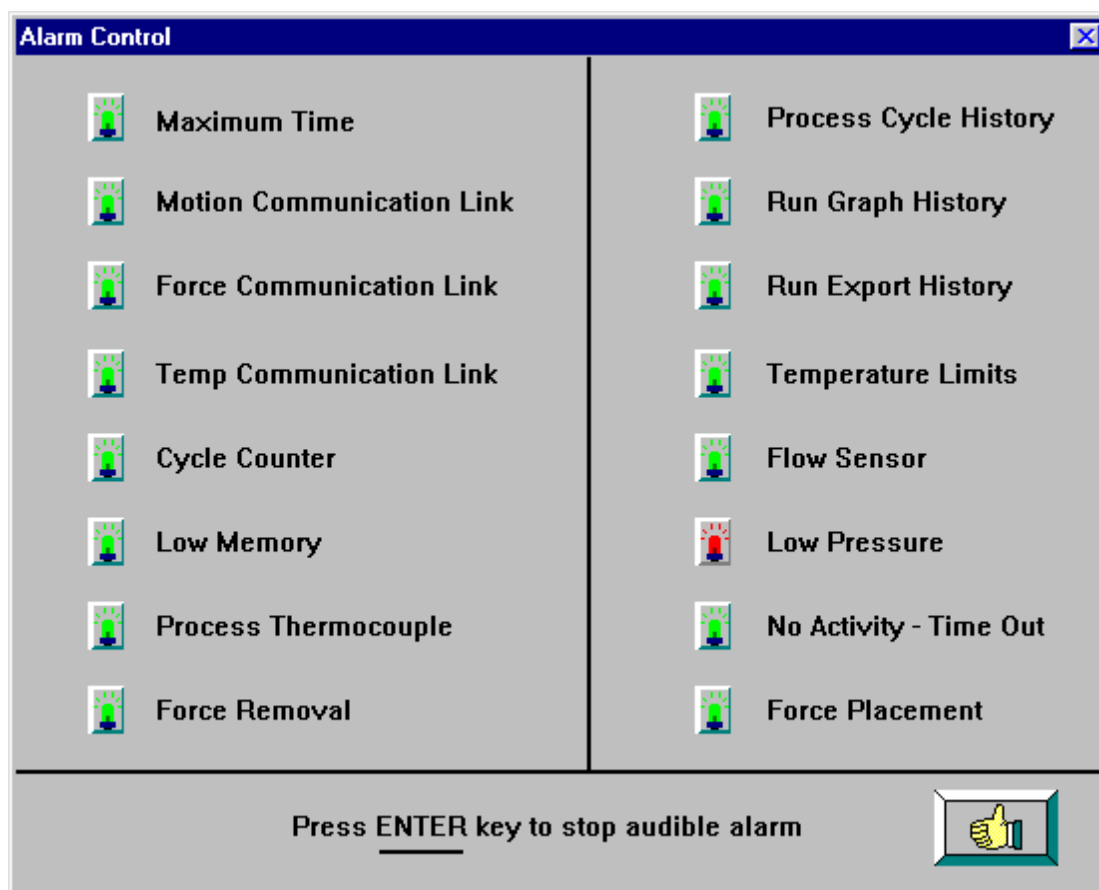 Alarm Control
Maximum Time
Motion Communication Link
Force Communication Link
Temp Communication Link
Cycle Counter
Low Memory
Process Thermocouple
Force Removal
Process Cycle History
Run Graph History
Run Export History
Temperature Limits
Flow Sensor
Low Pressure
No Activity - Time Out
Force Placement
Press ENTER key to stop audible alarm